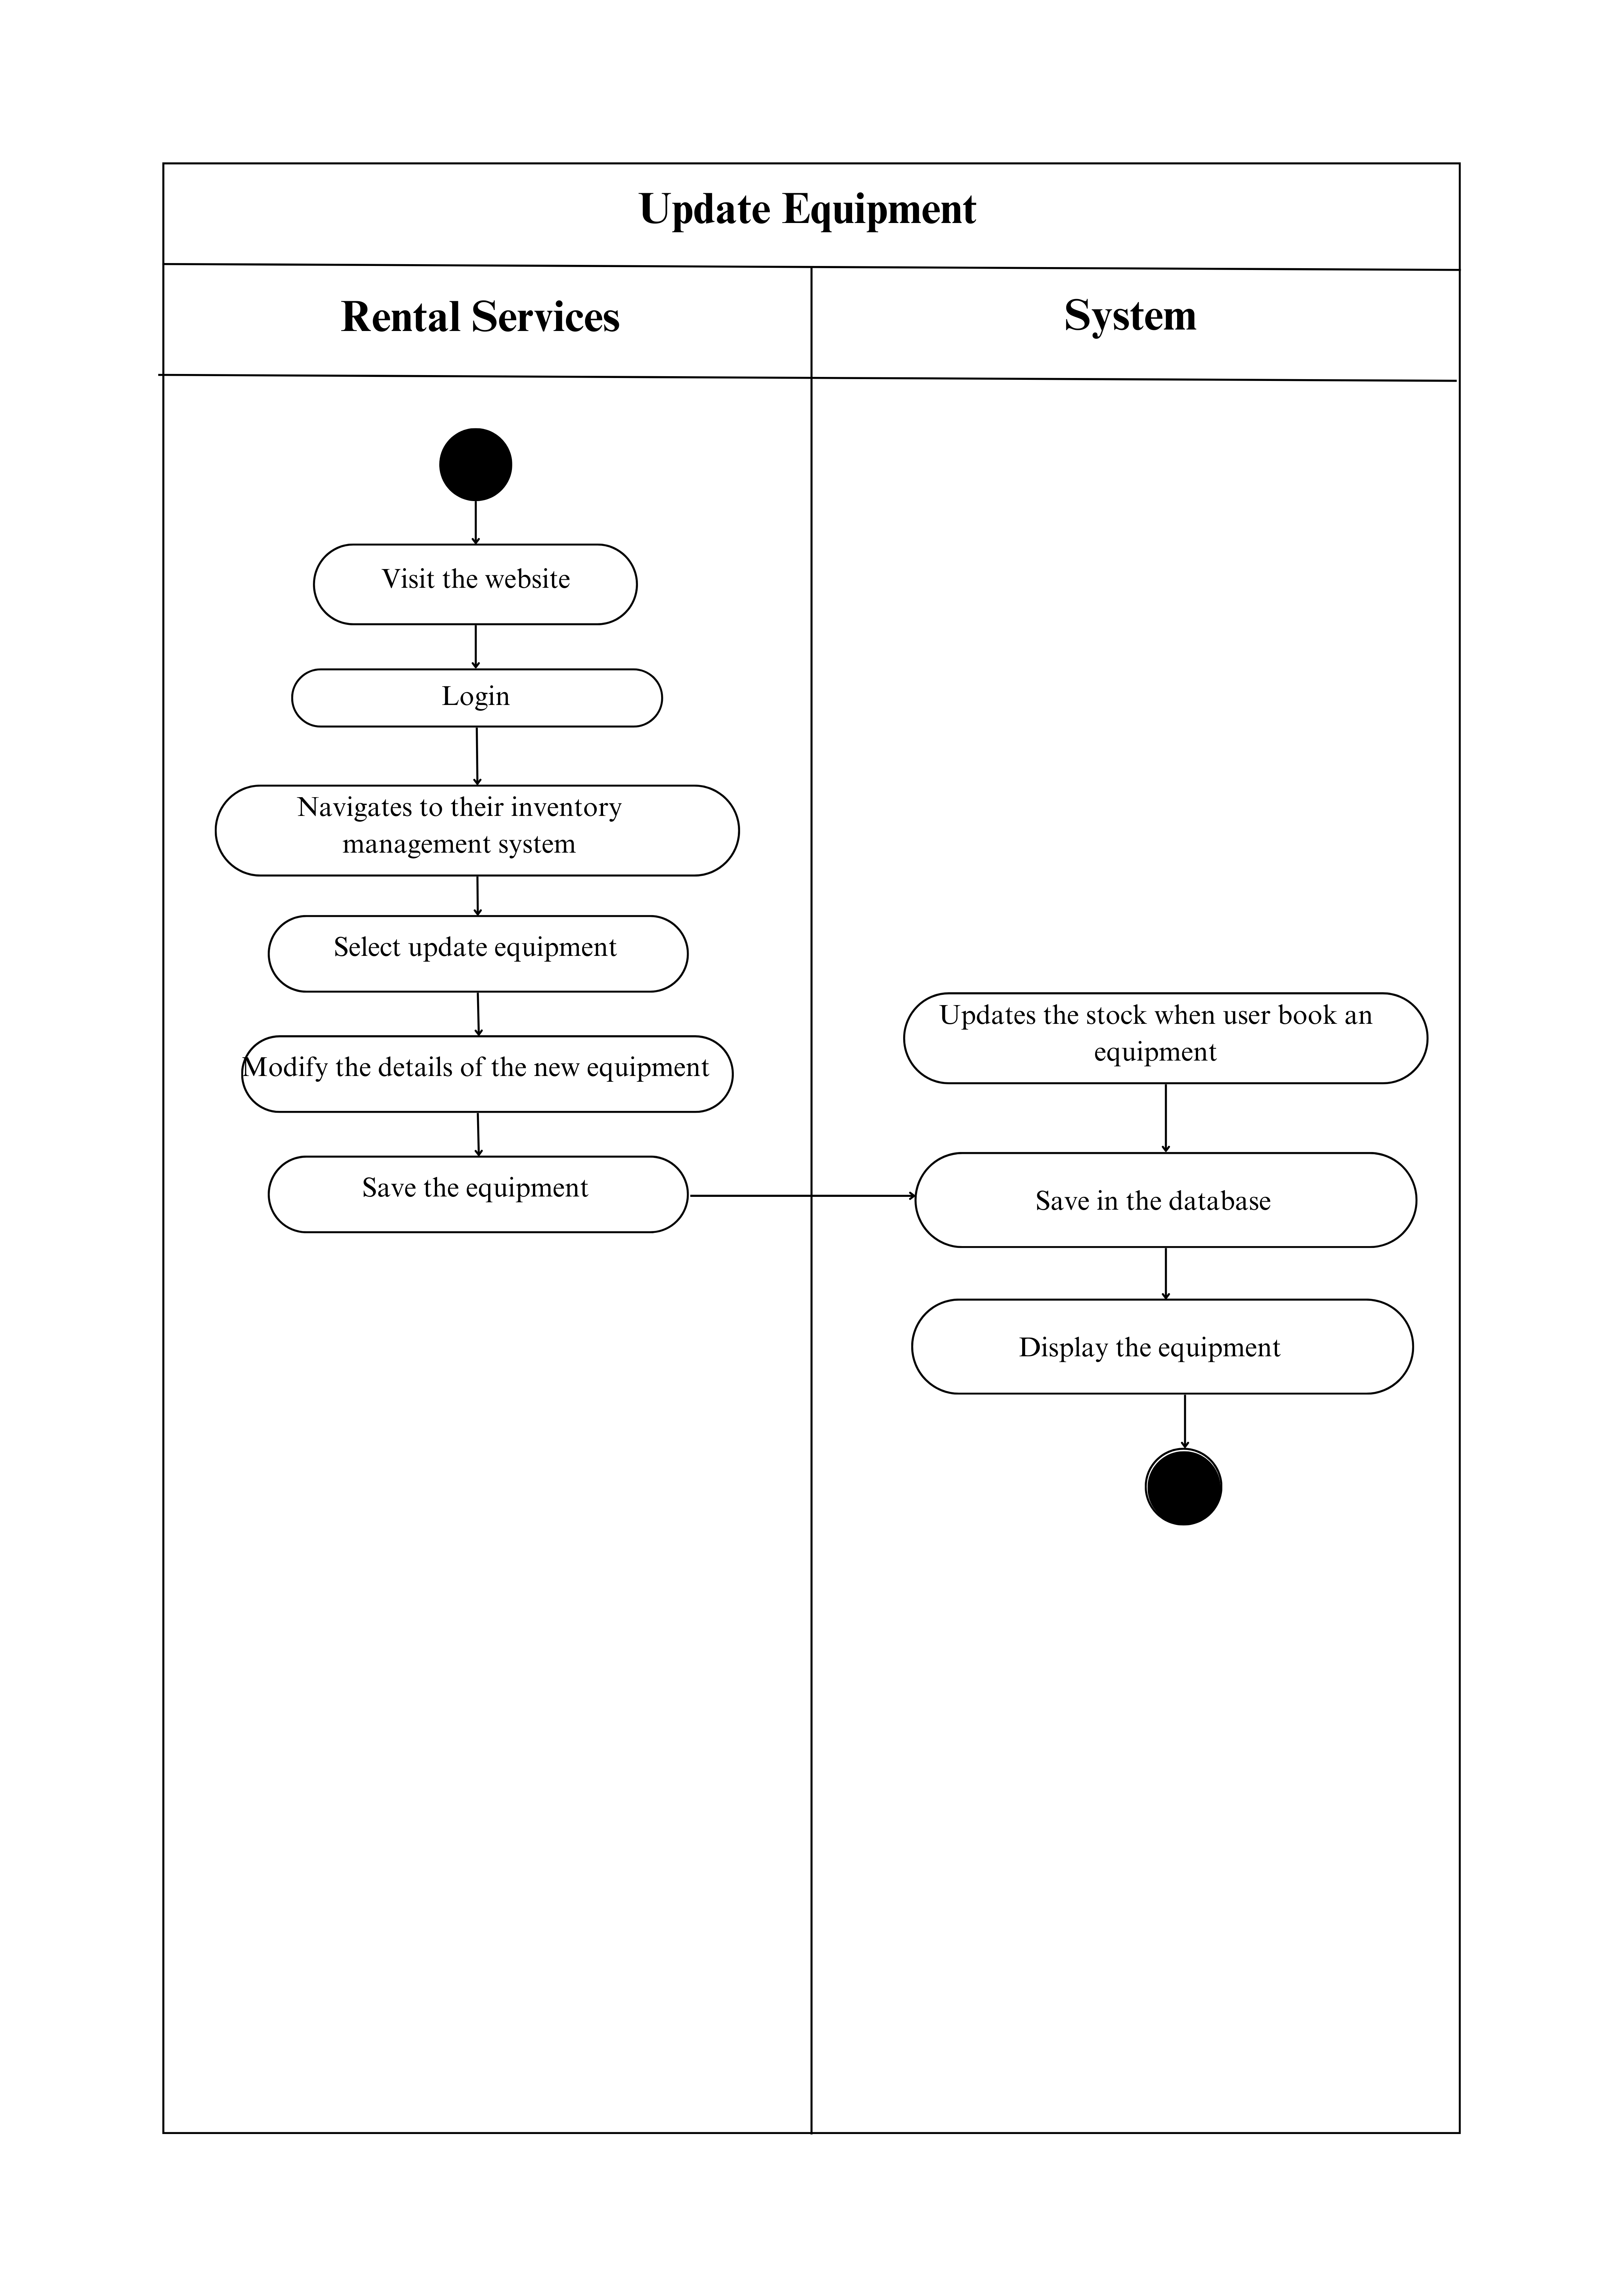 Update Equipment
Rental Services
System
Visit the website
Login
Navigates to their inventory
management system
Select update equipment
Modify the details of the new equipment
Save the equipment
Updates the stock when user book an
equipment
Save in the database
Display the equipment